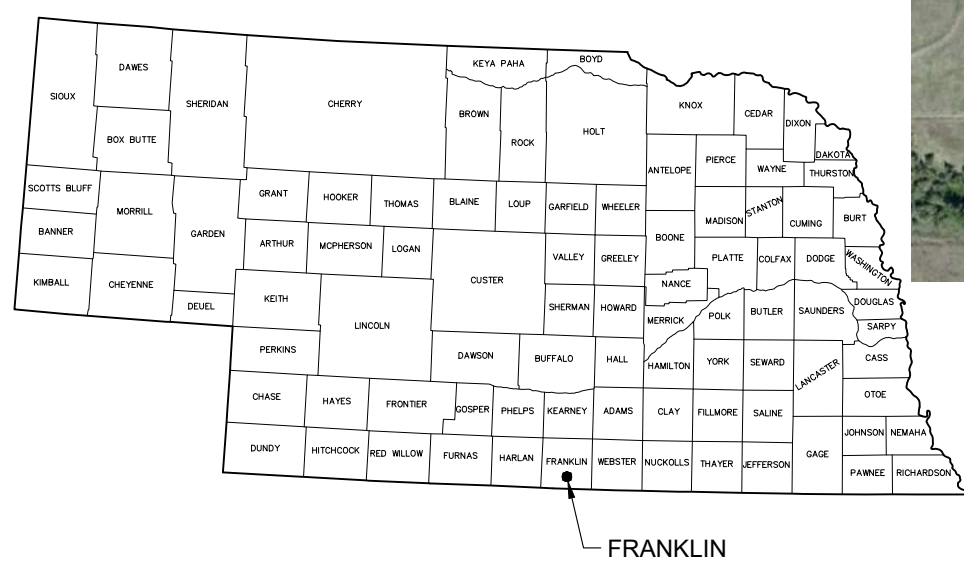 KEYA PAHA
BOYD
DAWES
SIOUX
SHERIDAN
CHERRY
KNOX
CEDAR
BROWN
DIXON
HOLT
BOX BUTTE
ROCK
DAKOTA
PIERCE
ANTELOPE
WAYNE
THURSTON
SCOTTS BLUFF
GRANT
HOOKER
THOMAS
BLAINE
LOUP
GARFIELD
WHEELER
MORRILL
STANTON
MADISON
CUMING
BURT
BANNER
GARDEN
BOONE
ARTHUR
MCPHERSON
LOGAN
VALLEY
GREELEY
PLATTE
COLFAX
DODGE
WASHINGTON
CUSTER
KIMBALL
CHEYENNE
NANCE
KEITH
DEUEL
SHERMAN
HOWARD
DOUGLAS
LINCOLN
MERRICK
POLK
BUTLER
SAUNDERS
SARPY
PERKINS
DAWSON
BUFFALO
HALL
HAMILTON
YORK
SEWARD
LANCASTER
CASS
OTOE
CHASE
HAYES
FRONTIER
GOSPER
PHELPS
KEARNEY
ADAMS
CLAY
FILLMORE
SALINE
JOHNSON
NEMAHA
DUNDY
HITCHCOCK
RED WILLOW
FURNAS
HARLAN
FRANKLIN
WEBSTER
NUCKOLLS
THAYER
JEFFERSON
GAGE
PAWNEE
RICHARDSON
FRANKLIN